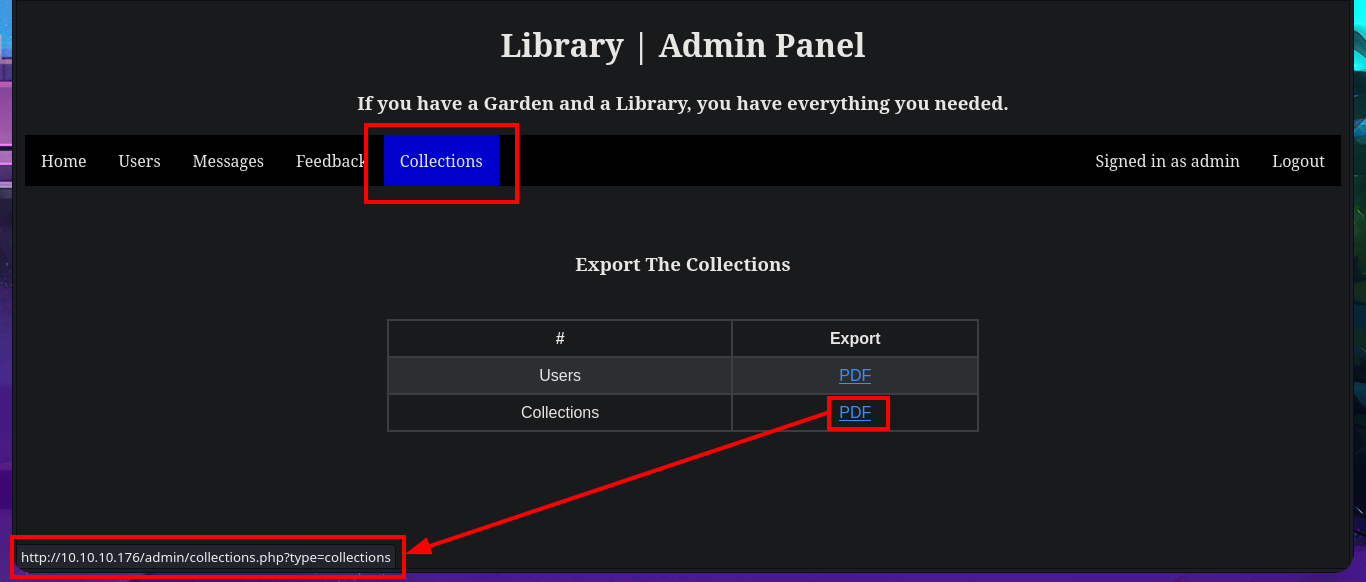 Library | Admin Panel
If you have a Garden and a Library, you have everything you needed.
Home Users Messages Feedback Collections Signed in as admin Logout
Export The Collections
# Export
Users PDF
Collections PDF
http://10.10.10.176/admin/collections.php?type=collections